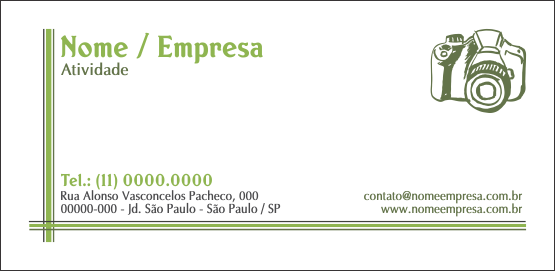 Nome / Empresa
Atividade
Tel.: (11) 0000.0000
Rua Alonso Vasconcelos Pacheco, 000
00000-000 - Jd. São Paulo - São Paulo / SP
contato@nomeempresa.com.br
www.nomeempresa.com.br